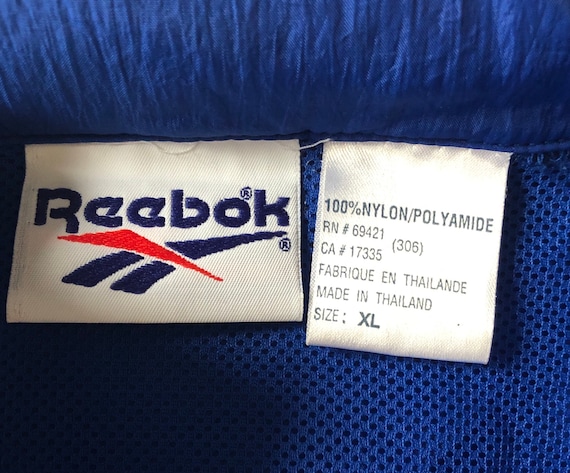 Reebok®
®
100%NYLON/POLYAMIDE
RN # 69421 (306)
CA # 17335
FABRIQUE EN THAILANDE
MADE IN THAILAND
SIZE: XL